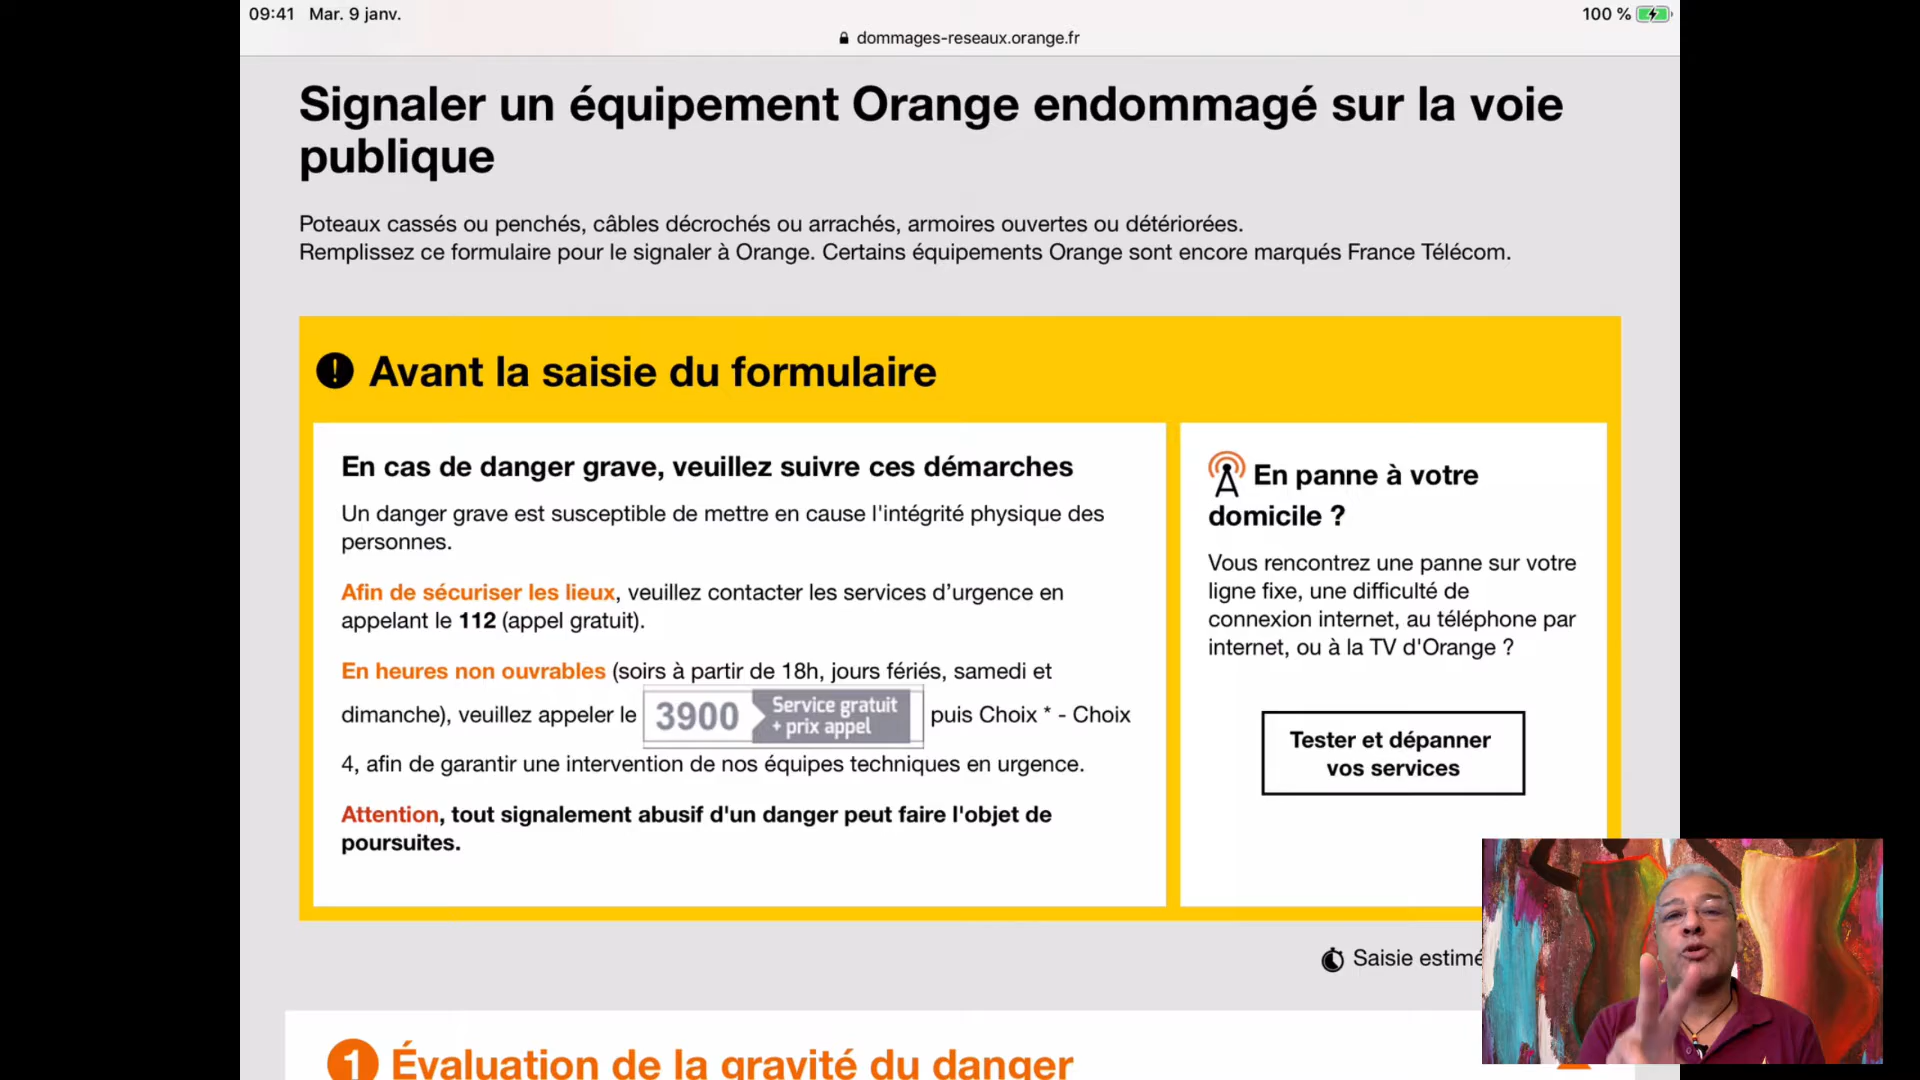 09:41 Mar. 9 janv.
100 %
dommages-reseaux.orange.fr
Signaler un équipement Orange endommagé sur la voie
publique
Poteaux cassés ou penchés, câbles décrochés ou arrachés, armoires ouvertes ou détériorées.
Remplissez ce formulaire pour le signaler à Orange. Certains équipements Orange sont encore marqués France Télécom.
! Avant la saisie du formulaire
En cas de danger grave, veuillez suivre ces démarches
Un danger grave est susceptible de mettre en cause l'intégrité physique des
personnes.
Afin de sécuriser les lieux, veuillez contacter les services d’urgence en
appelant le 112 (appel gratuit).
En heures non ouvrables (soirs à partir de 18h, jours fériés, samedi et
dimanche), veuillez appeler le 3900 Service gratuit + prix appel puis Choix * - Choix
4, afin de garantir une intervention de nos équipes techniques en urgence.
Attention, tout signalement abusif d'un danger peut faire l'objet de
poursuites.
En panne à votre
domicile ?
Vous rencontrez une panne sur votre
ligne fixe, une difficulté de
connexion internet, au téléphone par
internet, ou à la TV d'Orange ?
Tester et dépanner
vos services
Saisie estimé
1 Évaluation de la gravité du danger